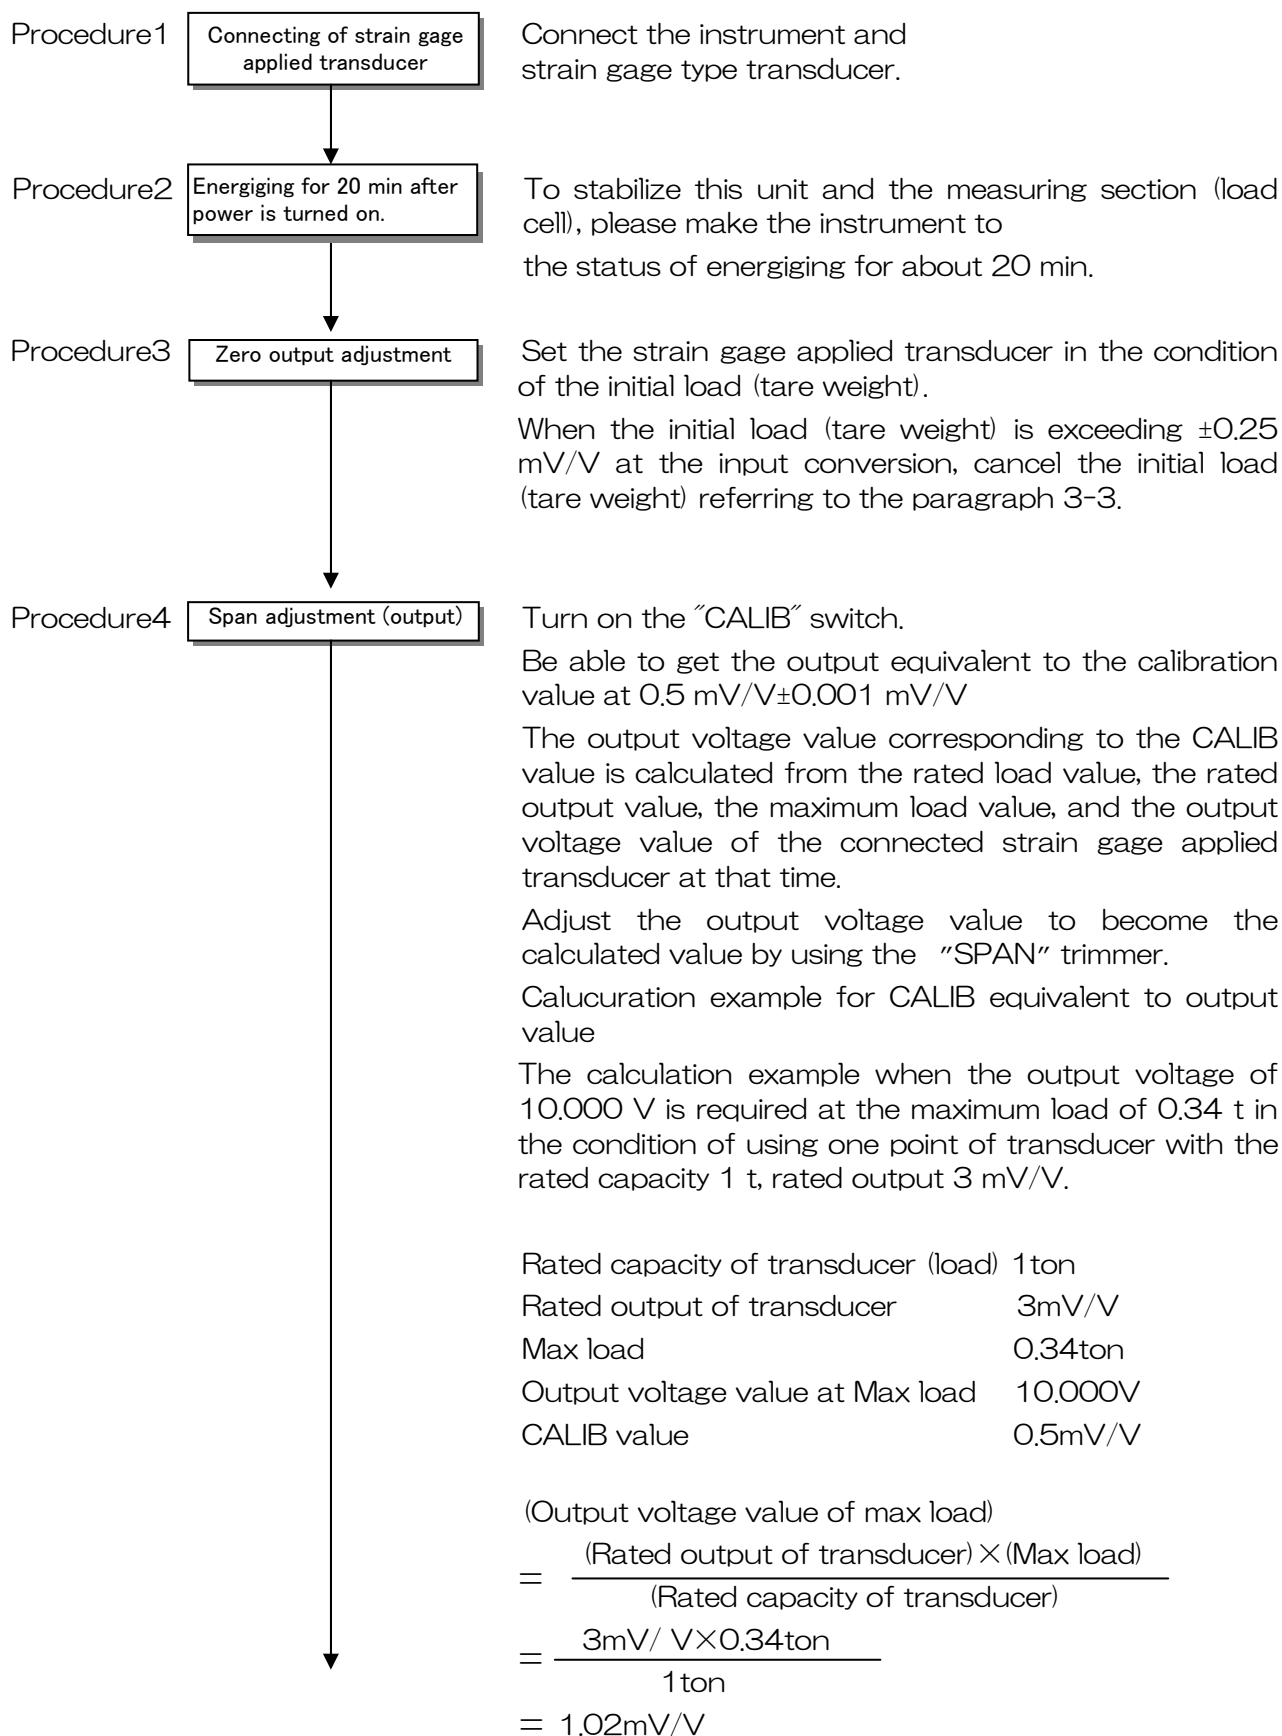 Procedure1
Connecting of strain gage
applied transducer
Connect the instrument and
strain gage type transducer.
Procedure2
Energiging for 20 min after
power is turned on.
To stabilize this unit and the measuring section (load
cell), please make the instrument to
the status of energiging for about 20 min.
Procedure3
Zero output adjustment
Set the strain gage applied transducer in the condition
of the initial load (tare weight).
When the initial load (tare weight) is exceeding ±0.25
mV/V at the input conversion, cancel the initial load
(tare weight) referring to the paragraph 3-3.
Procedure4
Span adjustment (output)
Turn on the "CALIB" switch.
Be able to get the output equivalent to the calibration
value at 0.5 mV/V±0.001 mV/V
The output voltage value corresponding to the CALIB
value is calculated from the rated load value, the rated
output value, the maximum load value, and the output
voltage value of the connected strain gage applied
transducer at that time.
Adjust the output voltage value to become the
calculated value by using the "SPAN" trimmer.
Calucuration example for CALIB equivalent to output
value
The calculation example when the output voltage of
10.000 V is required at the maximum load of 0.34 t in
the condition of using one point of transducer with the
rated capacity 1 t, rated output 3 mV/V.
Rated capacity of transducer (load) 1ton
Rated output of transducer 3mV/V
Max load 0.34ton
Output voltage value at Max load 10.000V
CALIB value 0.5mV/V
(Output voltage value of max load)
(Rated output of transducer)×(Max load)
=
(Rated capacity of transducer)
3mV/ V×0.34ton
=
1ton
= 1.02mV/V